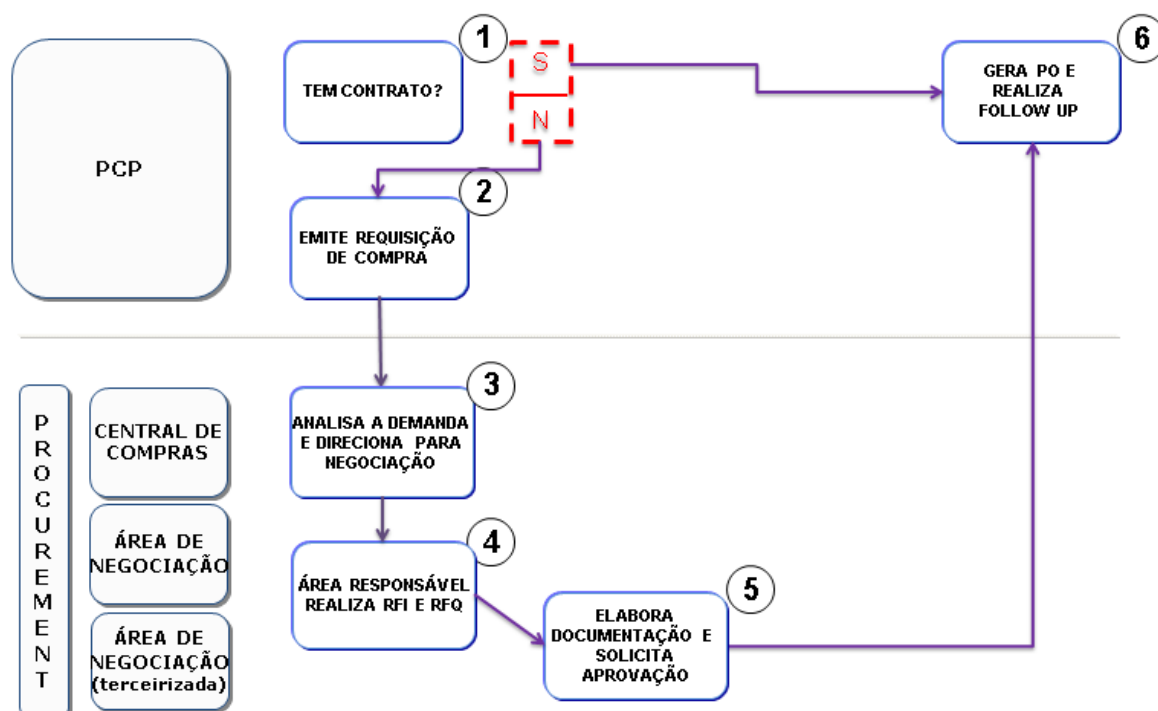 PCP
1
TEM CONTRATO?
S
N
6
GERA PO E
REALIZA
FOLLOW UP
2
EMITE REQUISIÇÃO
DE COMPRA
PROCUREMENT
CENTRAL DE
COMPRAS
ÁREA DE
NEGOCIAÇÃO
ÁREA DE
NEGOCIAÇÃO
(terceirizada)
3
ANALISA A DEMANDA
E DIRECIONA PARA
NEGOCIAÇÃO
4
ÁREA RESPONSÁVEL
REALIZA RFI E RFQ
5
ELABORA
DOCUMENTAÇÃO E
SOLICITA
APROVAÇÃO